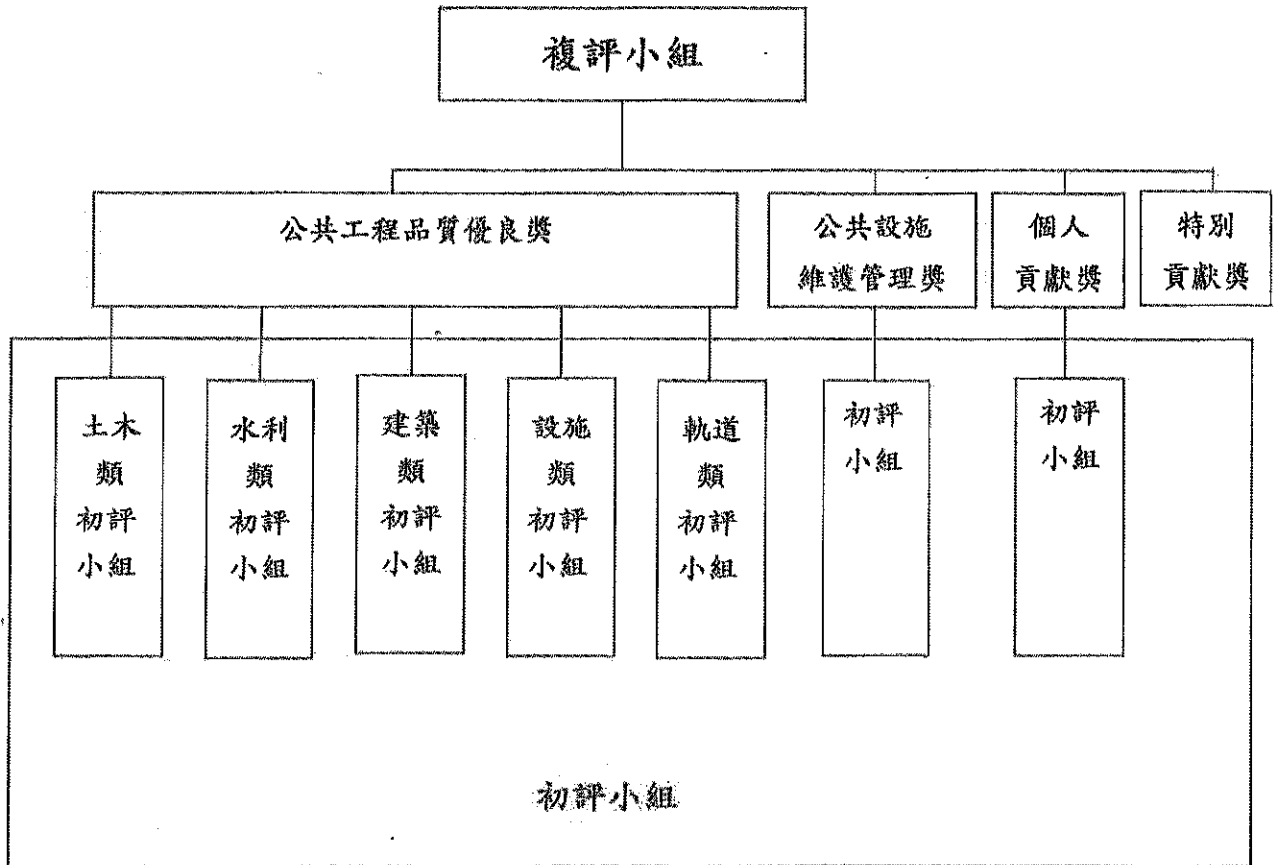 複評小組
公共工程品質優良獎
公共設施
維護管理獎
個人
貢獻獎
特別
貢獻獎
土木
類
初評
小組
水利
類
初評
小組
建築
類
初評
小組
設施
類
初評
小組
軌道
類
初評
小組
初評
小組
初評
小組
初評小組